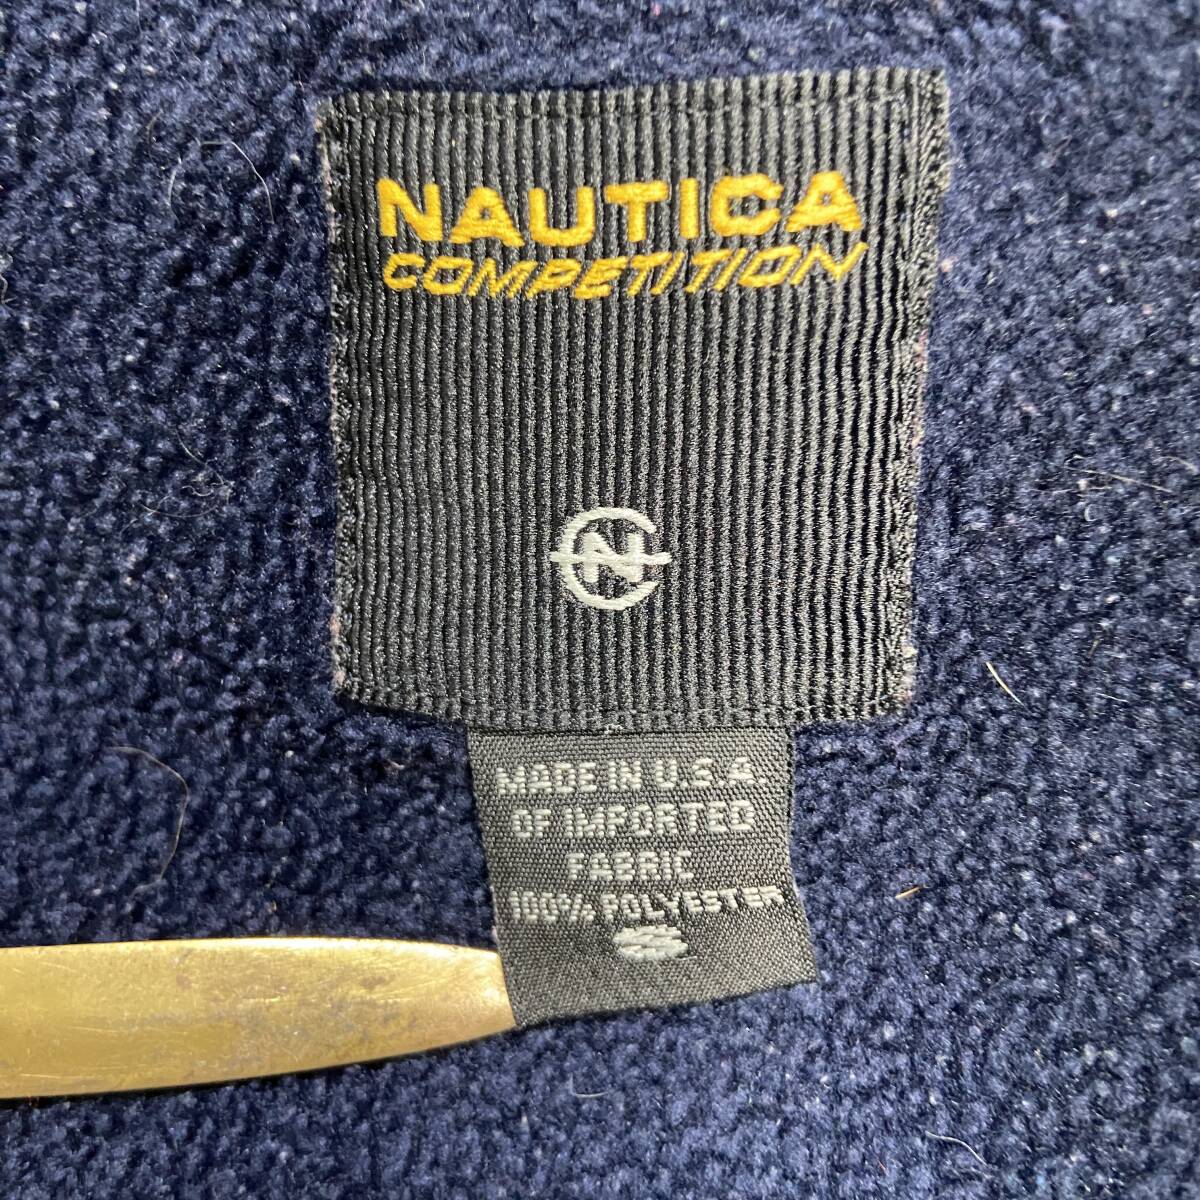 NAUTICA
COMPETITION
N
MADE IN U.S.A.
OF IMPORTED
FABRIC
100% POLYESTER